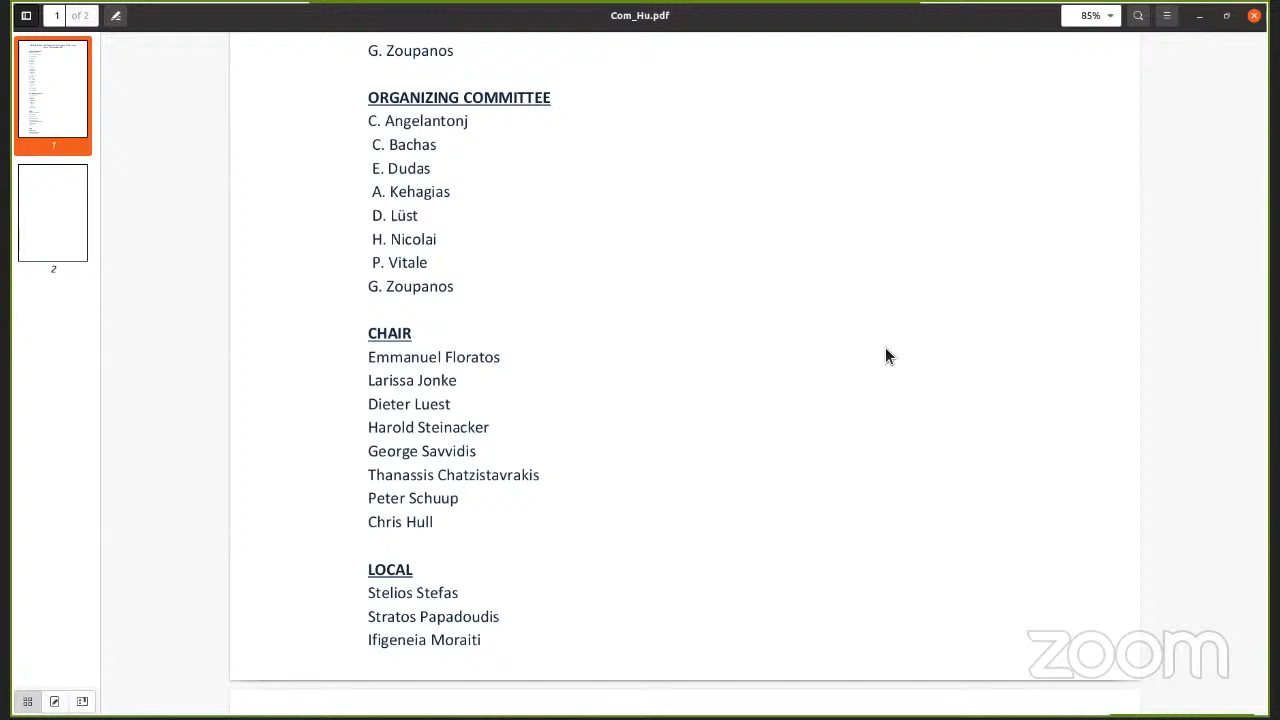 1 of 2
Com_Hu.pdf
85%
1
2
G. Zoupanos
ORGANIZING COMMITTEE
C. Angelantonj
C. Bachas
E. Dudas
A. Kehagias
D. Lüst
H. Nicolai
P. Vitale
G. Zoupanos
CHAIR
Emmanuel Floratos
Larissa Jonke
Dieter Luest
Harold Steinacker
George Savvidis
Thanassis Chatzistavrakis
Peter Schuup
Chris Hull
LOCAL
Stelios Stefas
Stratos Papadoudis
Ifigeneia Moraiti
zoom